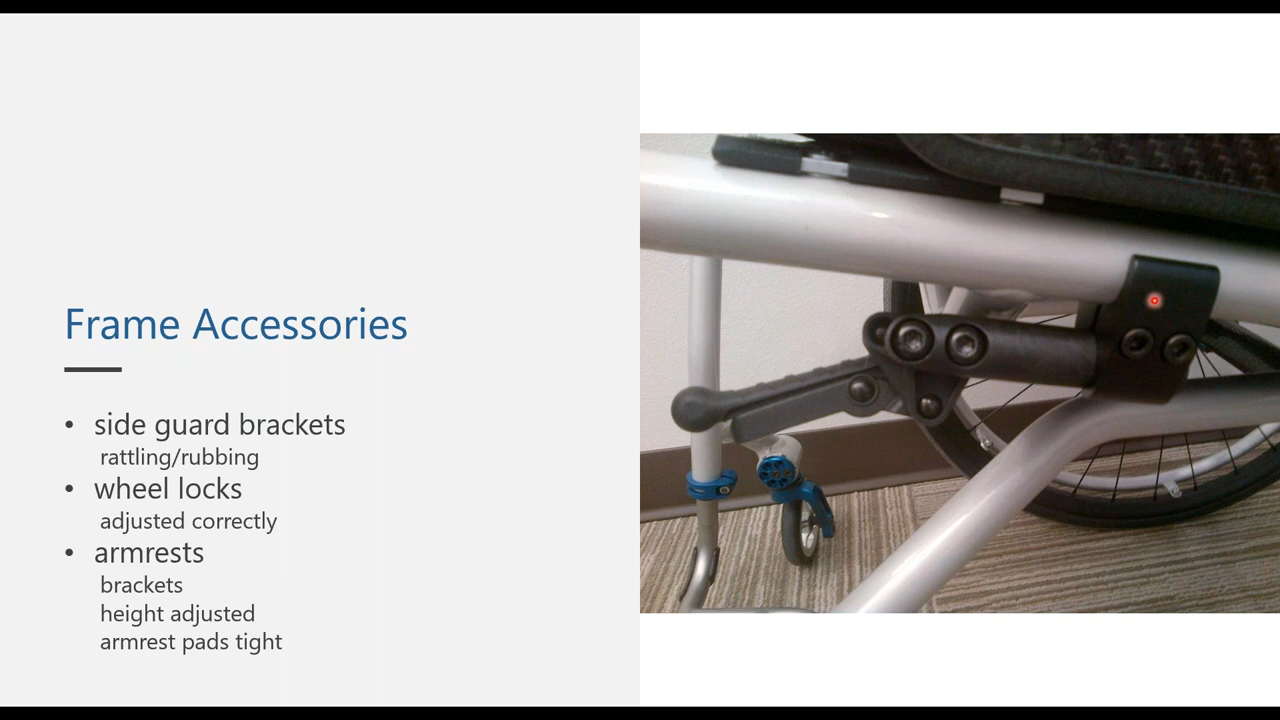 Frame Accessories
• side guard brackets
rattling/rubbing
• wheel locks
adjusted correctly
• armrests
brackets
height adjusted
armrest pads tight